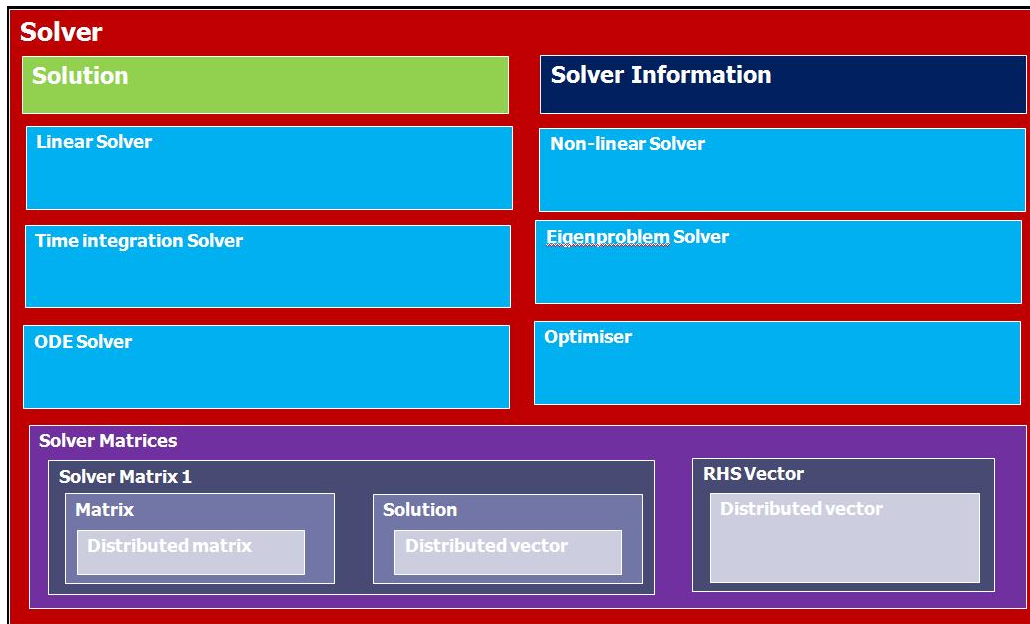 Solver
Solution
Solver Information
Linear Solver
Non-linear Solver
Time integration Solver
Eigenproblem Solver
ODE Solver
Optimiser
Solver Matrices
Solver Matrix 1
RHS Vector
Matrix
Solution
Distributed vector
Distributed matrix
Distributed vector